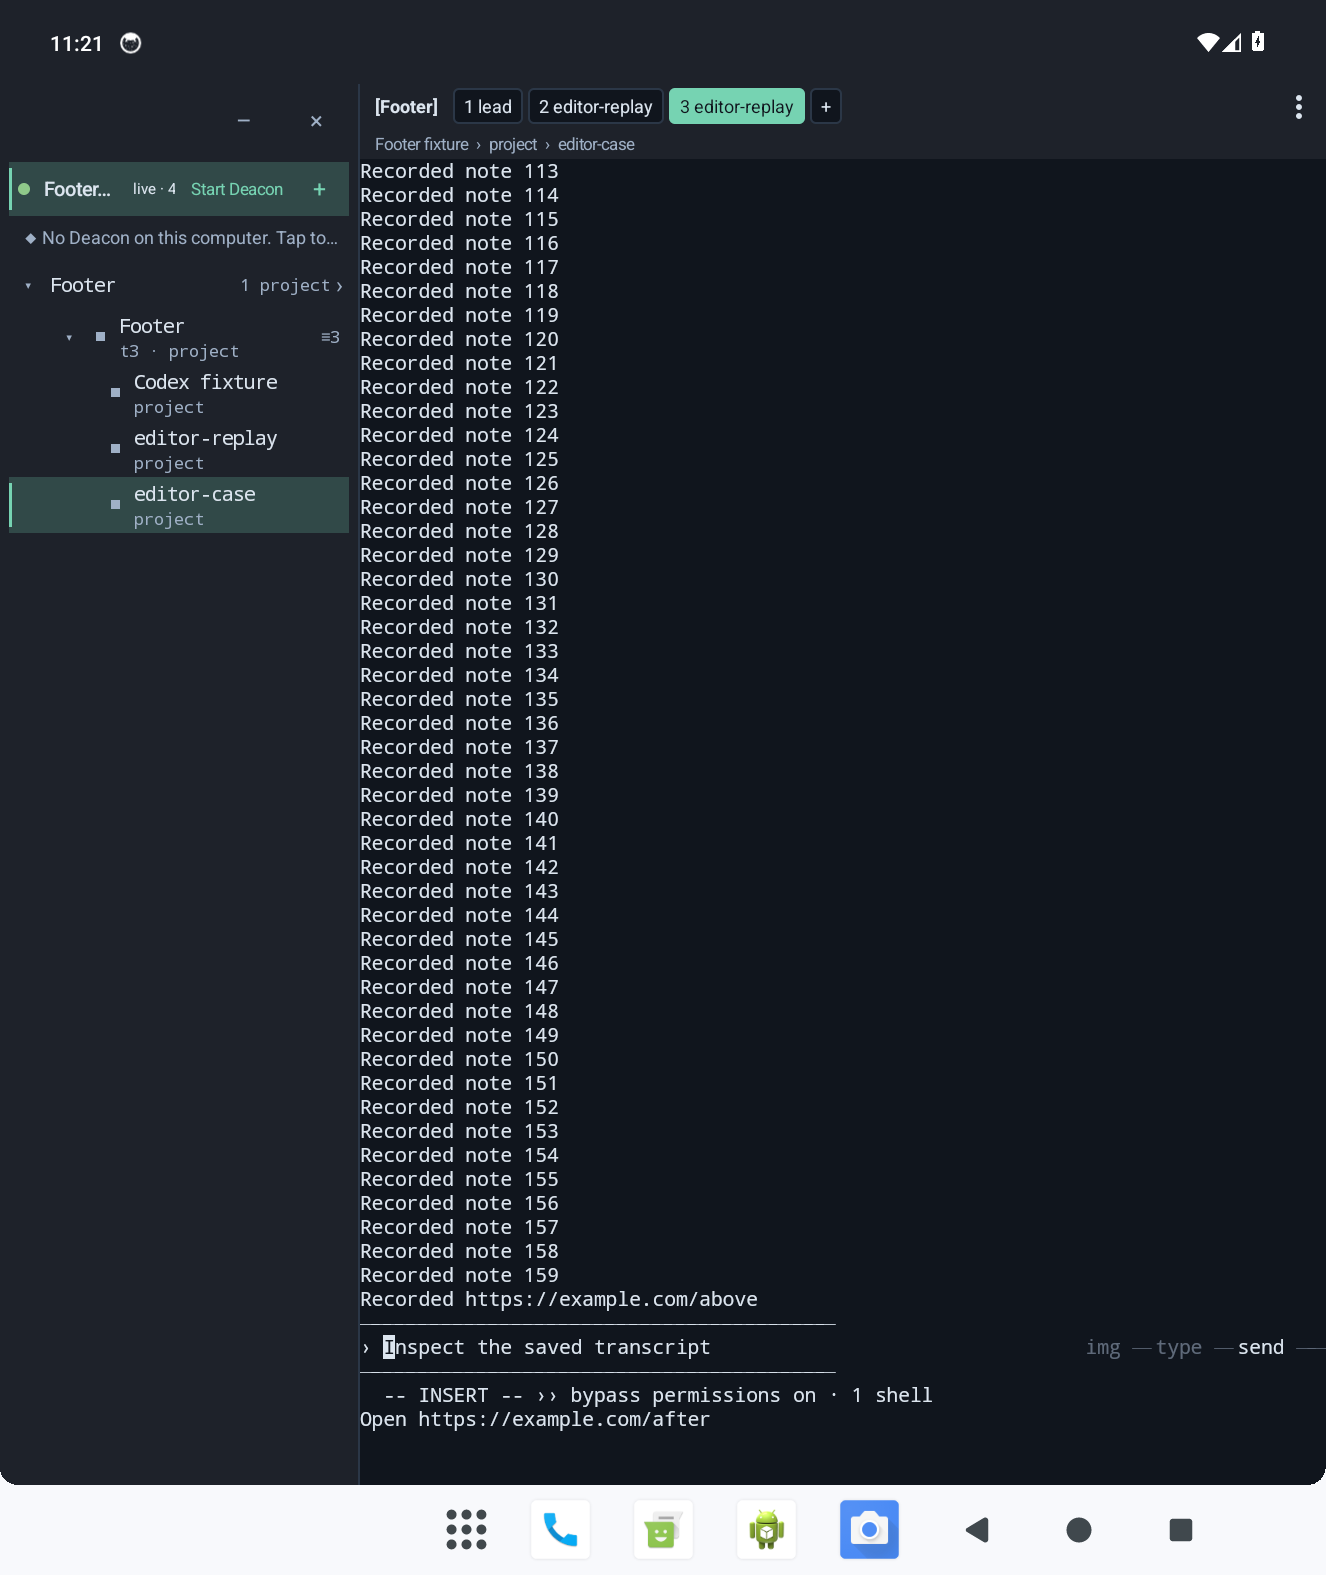 11:21
[Footer] 1 lead 2 editor-replay 3 editor-replay +
Footer fixture › project › editor-case
− ×
Footer... live · 4 Start Deacon +
◆ No Deacon on this computer. Tap to...
▾ Footer 1 project ›
▾ ■ Footer ≡3
t3 · project
■ Codex fixture
project
■ editor-replay
project
■ editor-case
project
Recorded note 113
Recorded note 114
Recorded note 115
Recorded note 116
Recorded note 117
Recorded note 118
Recorded note 119
Recorded note 120
Recorded note 121
Recorded note 122
Recorded note 123
Recorded note 124
Recorded note 125
Recorded note 126
Recorded note 127
Recorded note 128
Recorded note 129
Recorded note 130
Recorded note 131
Recorded note 132
Recorded note 133
Recorded note 134
Recorded note 135
Recorded note 136
Recorded note 137
Recorded note 138
Recorded note 139
Recorded note 140
Recorded note 141
Recorded note 142
Recorded note 143
Recorded note 144
Recorded note 145
Recorded note 146
Recorded note 147
Recorded note 148
Recorded note 149
Recorded note 150
Recorded note 151
Recorded note 152
Recorded note 153
Recorded note 154
Recorded note 155
Recorded note 156
Recorded note 157
Recorded note 158
Recorded note 159
Recorded https://example.com/above
› Inspect the saved transcript img — type — send —
-- INSERT -- ›› bypass permissions on · 1 shell
Open https://example.com/after